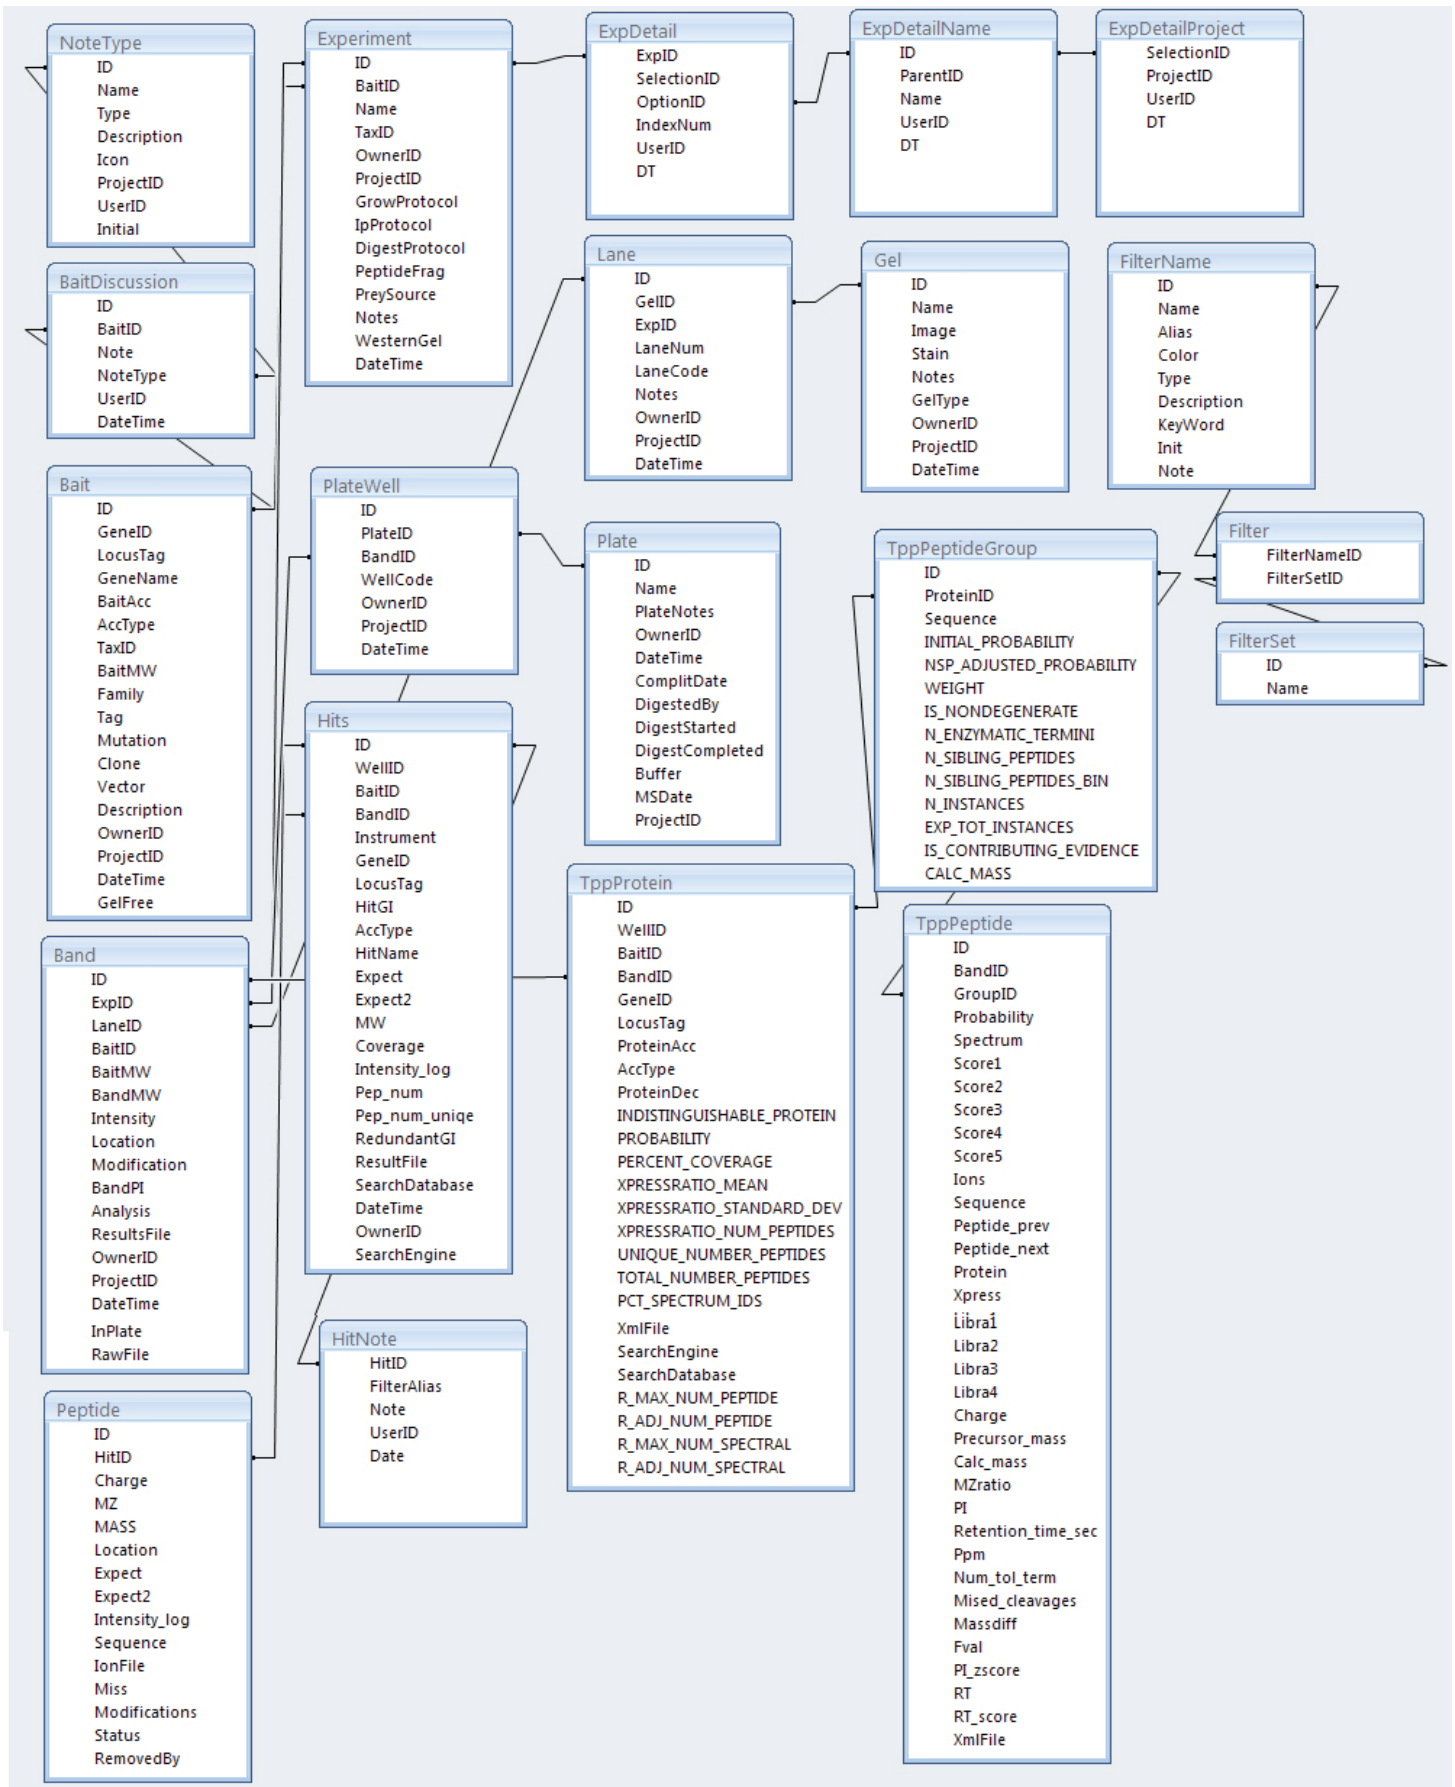 NoteType
ID
Name
Type
Description
Icon
ProjectID
UserID
Initial
Experiment
ID
BaitID
Name
TaxID
OwnerID
ProjectID
GrowProtocol
IpProtocol
DigestProtocol
PeptideFrag
PreySource
Notes
WesternGel
DateTime
ExpDetail
ExpID
SelectionID
OptionID
IndexNum
UserID
DT
ExpDetailName
ID
ParentID
Name
UserID
DT
ExpDetailProject
SelectionID
ProjectID
UserID
DT
BaitDiscussion
ID
BaitID
Note
NoteType
UserID
DateTime
Lane
ID
GelID
ExpID
LaneNum
LaneCode
Notes
OwnerID
ProjectID
DateTime
Gel
ID
Name
Image
Stain
Notes
GelType
OwnerID
ProjectID
DateTime
FilterName
ID
Name
Alias
Color
Type
Description
KeyWord
Init
Note
Bait
ID
GeneID
LocusTag
GeneName
BaitAcc
AccType
TaxID
BaitMW
Family
Tag
Mutation
Clone
Vector
Description
OwnerID
ProjectID
DateTime
GelFree
PlateWell
ID
PlateID
BandID
WellCode
OwnerID
ProjectID
DateTime
Plate
ID
Name
PlateNotes
OwnerID
DateTime
ComplitDate
DigestedBy
DigestStarted
DigestCompleted
Buffer
MSDate
ProjectID
TppPeptideGroup
ID
ProteinID
Sequence
INITIAL_PROBABILITY
NSP_ADJUSTED_PROBABILITY
WEIGHT
IS_NONDEGENERATE
N_ENZYMATIC_TERMINI
N_SIBLING_PEPTIDES
N_SIBLING_PEPTIDES_BIN
N_INSTANCES
EXP_TOT_INSTANCES
IS_CONTRIBUTING_EVIDENCE
CALC_MASS
Filter
FilterNameID
FilterSetID
FilterSet
ID
Name
Hits
ID
WellID
BaitID
BandID
Instrument
GeneID
LocusTag
HitGI
AccType
HitName
Expect
Expect2
MW
Coverage
Intensity_log
Pep_num
Pep_num_uniqe
RedundantGI
ResultFile
SearchDatabase
DateTime
OwnerID
SearchEngine
TppProtein
ID
WellID
BaitID
BandID
GeneID
LocusTag
ProteinAcc
AccType
ProteinDec
INDISTINGUISHABLE_PROTEIN
PROBABILITY
PERCENT_COVERAGE
XPRESSRATIO_MEAN
XPRESSRATIO_STANDARD_DEV
XPRESSRATIO_NUM_PEPTIDES
UNIQUE_NUMBER_PEPTIDES
TOTAL_NUMBER_PEPTIDES
PCT_SPECTRUM_IDS
XmlFile
SearchEngine
SearchDatabase
R_MAX_NUM_PEPTIDE
R_ADJ_NUM_PEPTIDE
R_MAX_NUM_SPECTRAL
R_ADJ_NUM_SPECTRAL
TppPeptide
ID
BandID
GroupID
Probability
Spectrum
Score1
Score2
Score3
Score4
Score5
Ions
Sequence
Peptide_prev
Peptide_next
Protein
Xpress
Libra1
Libra2
Libra3
Libra4
Charge
Precursor_mass
Calc_mass
MZratio
PI
Retention_time_sec
Ppm
Num_tol_term
Mised_cleavages
Massdiff
Fval
PI_zscore
RT
RT_score
XmlFile
Band
ID
ExpID
LaneID
BaitID
BaitMW
BandMW
Intensity
Location
Modification
BandPI
Analysis
ResultsFile
OwnerID
ProjectID
DateTime
InPlate
RawFile
HitNote
HitID
FilterAlias
Note
UserID
Date
Peptide
ID
HitID
Charge
MZ
MASS
Location
Expect
Expect2
Intensity_log
Sequence
IonFile
Miss
Modifications
Status
RemovedBy